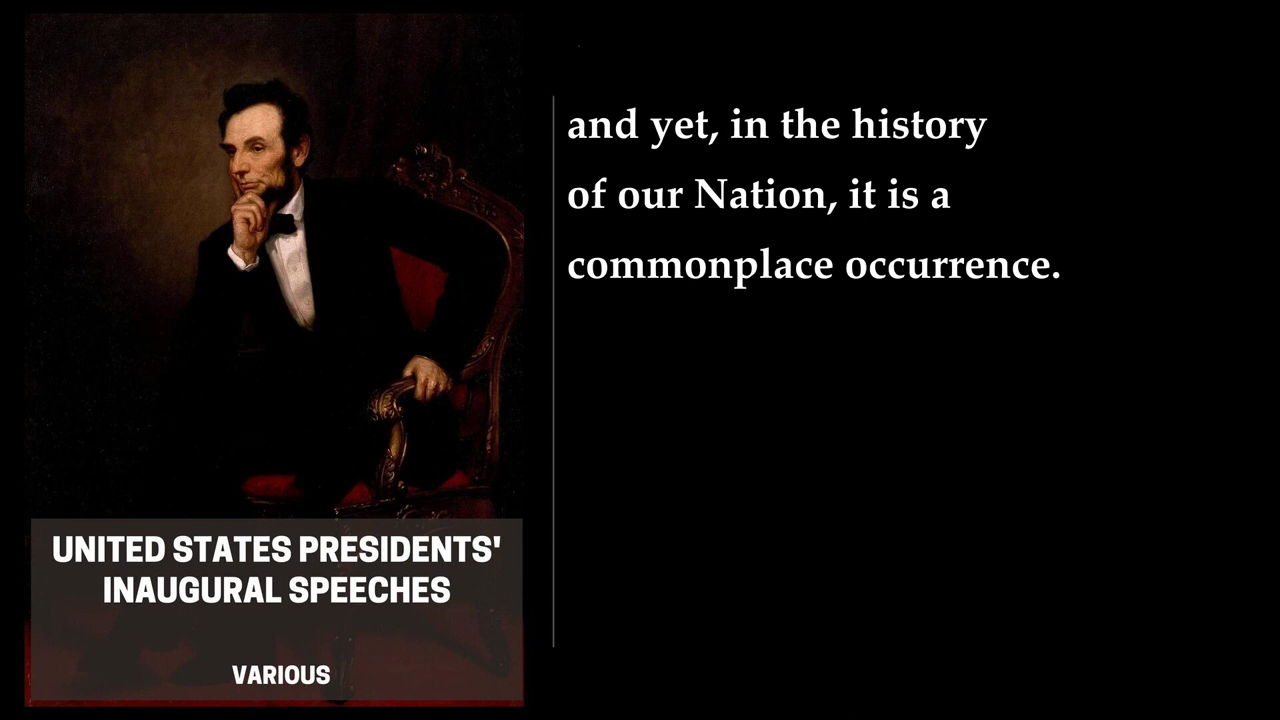 and yet, in the history
of our Nation, it is a
commonplace occurrence.
UNITED STATES PRESIDENTS'
INAUGURAL SPEECHES
VARIOUS